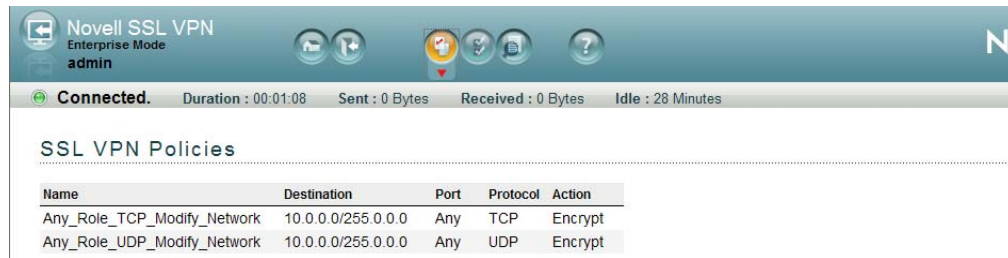 Novell SSL VPN
Enterprise Mode
admin
?
N
Connected. Duration : 00:01:08 Sent : 0 Bytes Received : 0 Bytes Idle : 28 Minutes
SSL VPN Policies
Name Destination Port Protocol Action
Any_Role_TCP_Modify_Network 10.0.0.0/255.0.0.0 Any TCP Encrypt
Any_Role_UDP_Modify_Network 10.0.0.0/255.0.0.0 Any UDP Encrypt